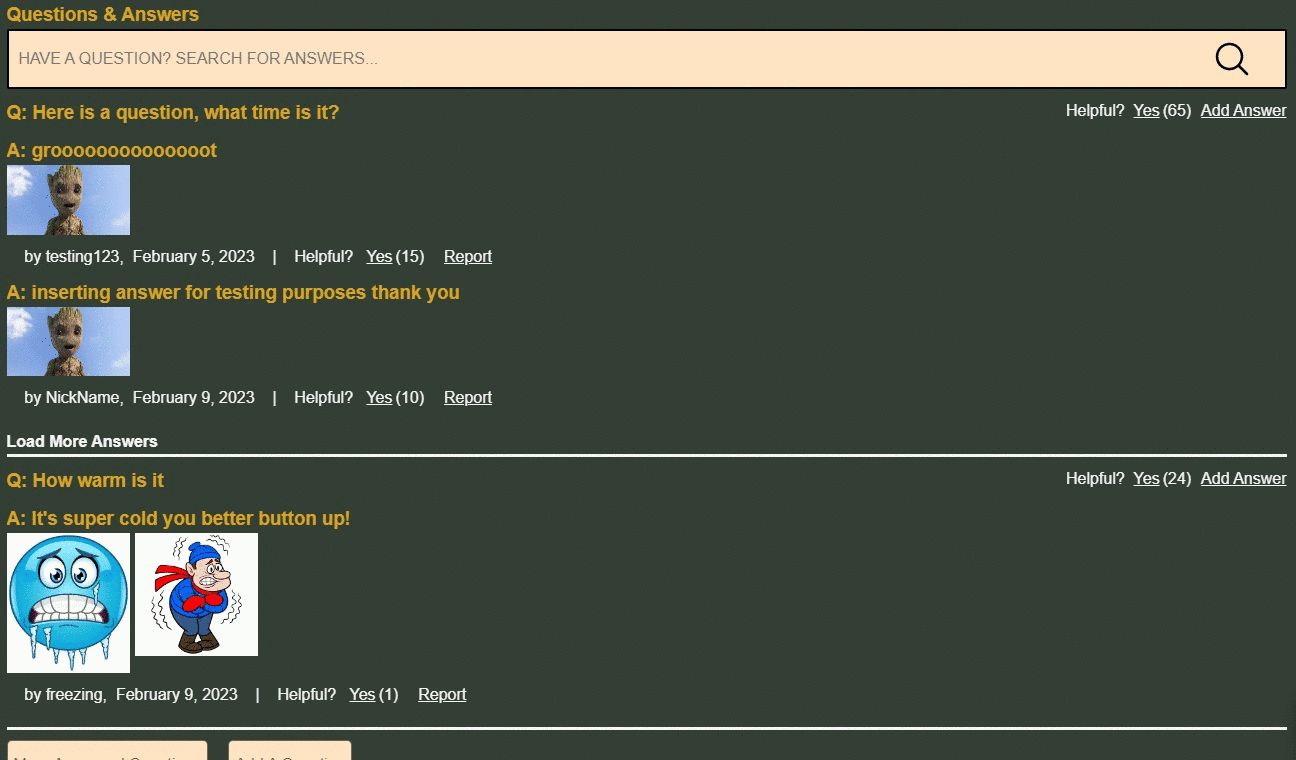 Questions & Answers
HAVE A QUESTION? SEARCH FOR ANSWERS...
Q: Here is a question, what time is it? Helpful? Yes (65) Add Answer
A: groooooooooooooot
by testing123, February 5, 2023 | Helpful? Yes (15) Report
A: inserting answer for testing purposes thank you
by NickName, February 9, 2023 | Helpful? Yes (10) Report
Load More Answers
Q: How warm is it Helpful? Yes (24) Add Answer
A: It's super cold you better button up!
by freezing, February 9, 2023 | Helpful? Yes (1) Report